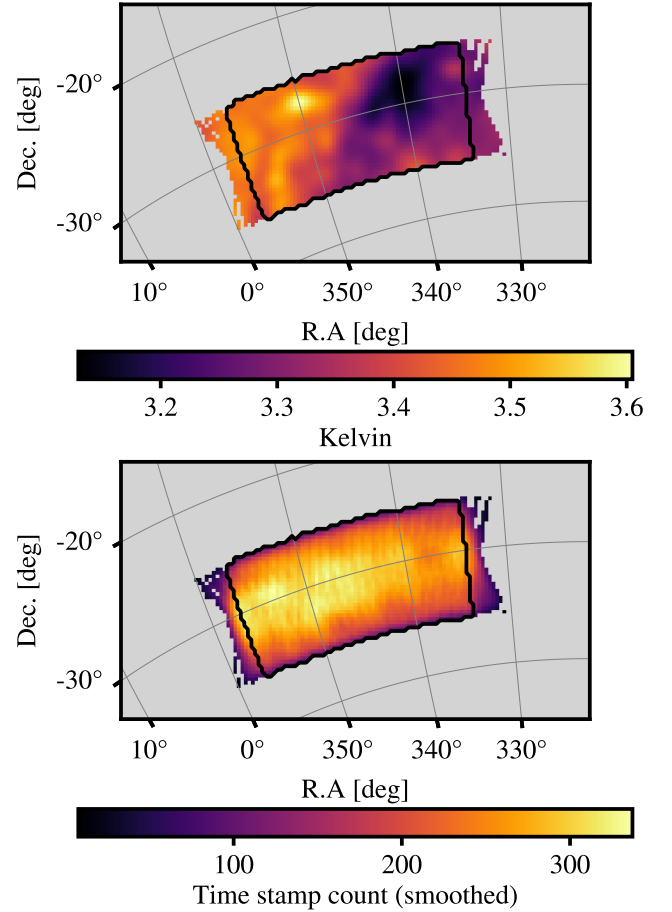 Dec. [deg]
-20°
-30°
10° 0° 350° 340° 330°
R.A [deg]
3.2 3.3 3.4 3.5 3.6
Kelvin
Dec. [deg]
-20°
-30°
10° 0° 350° 340° 330°
R.A [deg]
100 200 300
Time stamp count (smoothed)